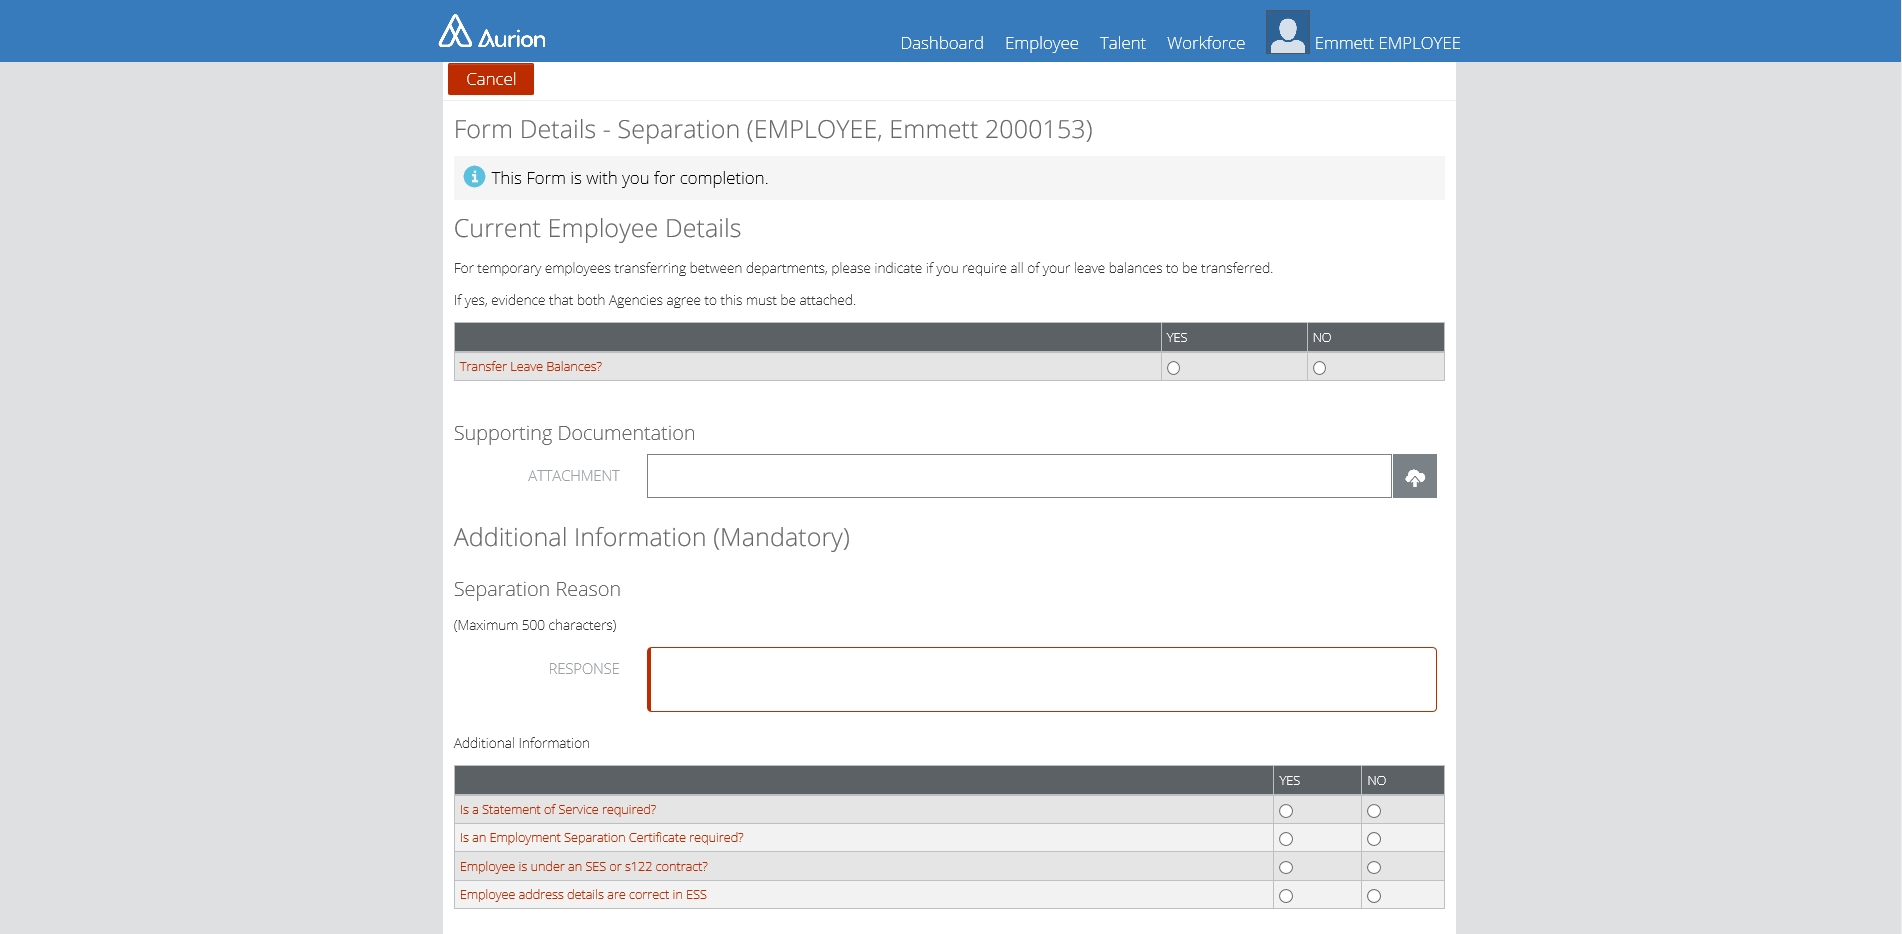 Aurion
Dashboard Employee Talent Workforce Emmett EMPLOYEE
Cancel
Form Details - Separation (EMPLOYEE, Emmett 2000153)
This Form is with you for completion.
Current Employee Details
For temporary employees transferring between departments, please indicate if you require all of your leave balances to be transferred.
If yes, evidence that both Agencies agree to this must be attached.
YES NO
Transfer Leave Balances?
Supporting Documentation
ATTACHMENT
Additional Information (Mandatory)
Separation Reason
(Maximum 500 characters)
RESPONSE
Additional Information
YES NO
Is a Statement of Service required?
Is an Employment Separation Certificate required?
Employee is under an SES or s122 contract?
Employee address details are correct in ESS